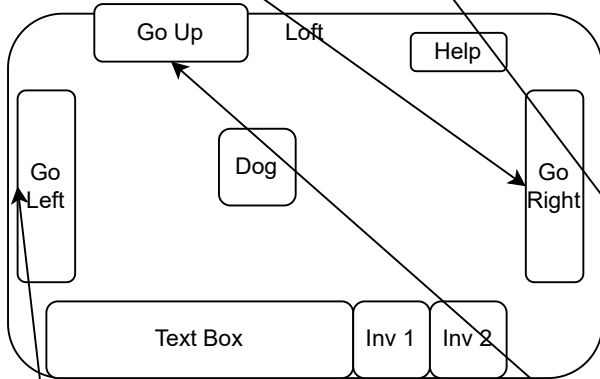 Go Up
Loft
Help
Go
Left
Dog
Go
Right
Text Box
Inv 1
Inv 2